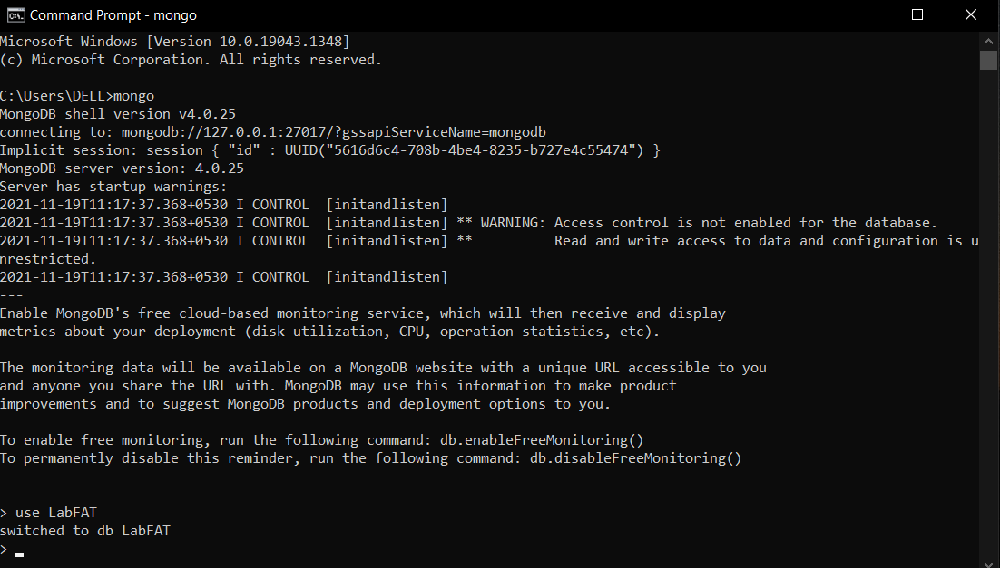 Command Prompt - mongo
Microsoft Windows [Version 10.0.19043.1348]
(c) Microsoft Corporation. All rights reserved.
C:\Users\DELL>mongo
MongoDB shell version v4.0.25
connecting to: mongodb://127.0.0.1:27017/?gssapiServiceName=mongodb
Implicit session: session { "id" : UUID("5616d6c4-708b-4be4-8235-b727e4c55474") }
MongoDB server version: 4.0.25
Server has startup warnings:
2021-11-19T11:17:37.368+0530 I CONTROL  [initandlisten]
2021-11-19T11:17:37.368+0530 I CONTROL  [initandlisten] ** WARNING: Access control is not enabled for the database.
2021-11-19T11:17:37.368+0530 I CONTROL  [initandlisten] **          Read and write access to data and configuration is u
nrestricted.
2021-11-19T11:17:37.368+0530 I CONTROL  [initandlisten]
---
Enable MongoDB's free cloud-based monitoring service, which will then receive and display
metrics about your deployment (disk utilization, CPU, operation statistics, etc).
The monitoring data will be available on a MongoDB website with a unique URL accessible to you
and anyone you share the URL with. MongoDB may use this information to make product
improvements and to suggest MongoDB products and deployment options to you.
To enable free monitoring, run the following command: db.enableFreeMonitoring()
To permanently disable this reminder, run the following command: db.disableFreeMonitoring()
---
> use LabFAT
switched to db LabFAT
>